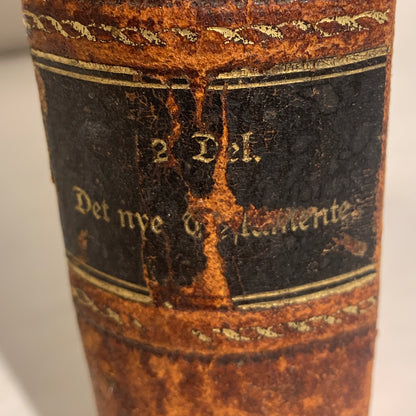 2 Del.
Det nye Testamente.